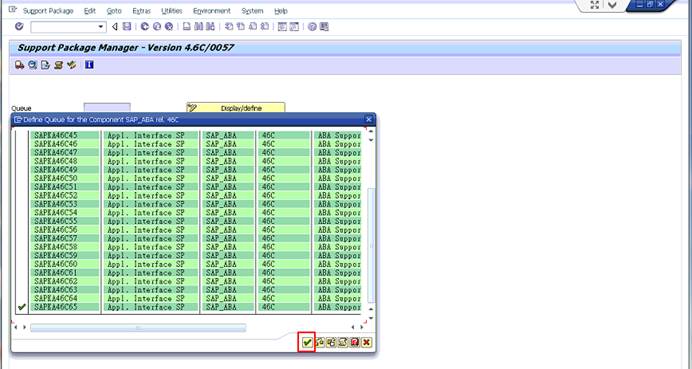 Support Package Edit Goto Extras Utilities Environment System Help
Support Package Manager - Version 4.6C/0057
Queue Display/define
Define Queue for the Component SAP_ABA rel. 46C
SAPKA46C45 Appl. Interface SP SAP_ABA 46C ABA Suppor
SAPKA46C46 Appl. Interface SP SAP_ABA 46C ABA Suppor
SAPKA46C47 Appl. Interface SP SAP_ABA 46C ABA Suppor
SAPKA46C48 Appl. Interface SP SAP_ABA 46C ABA Suppor
SAPKA46C49 Appl. Interface SP SAP_ABA 46C ABA Suppor
SAPKA46C50 Appl. Interface SP SAP_ABA 46C ABA Suppor
SAPKA46C51 Appl. Interface SP SAP_ABA 46C ABA Suppor
SAPKA46C52 Appl. Interface SP SAP_ABA 46C ABA Suppor
SAPKA46C53 Appl. Interface SP SAP_ABA 46C ABA Suppor
SAPKA46C54 Appl. Interface SP SAP_ABA 46C ABA Suppor
SAPKA46C55 Appl. Interface SP SAP_ABA 46C ABA Suppor
SAPKA46C56 Appl. Interface SP SAP_ABA 46C ABA Suppor
SAPKA46C57 Appl. Interface SP SAP_ABA 46C ABA Suppor
SAPKA46C58 Appl. Interface SP SAP_ABA 46C ABA Suppor
SAPKA46C59 Appl. Interface SP SAP_ABA 46C ABA Suppor
SAPKA46C60 Appl. Interface SP SAP_ABA 46C ABA Suppor
SAPKA46C61 Appl. Interface SP SAP_ABA 46C ABA Suppor
SAPKA46C62 Appl. Interface SP SAP_ABA 46C ABA Suppor
SAPKA46C63 Appl. Interface SP SAP_ABA 46C ABA Suppor
SAPKA46C64 Appl. Interface SP SAP_ABA 46C ABA Suppor
SAPKA46C65 Appl. Interface SP SAP_ABA 46C ABA Suppor